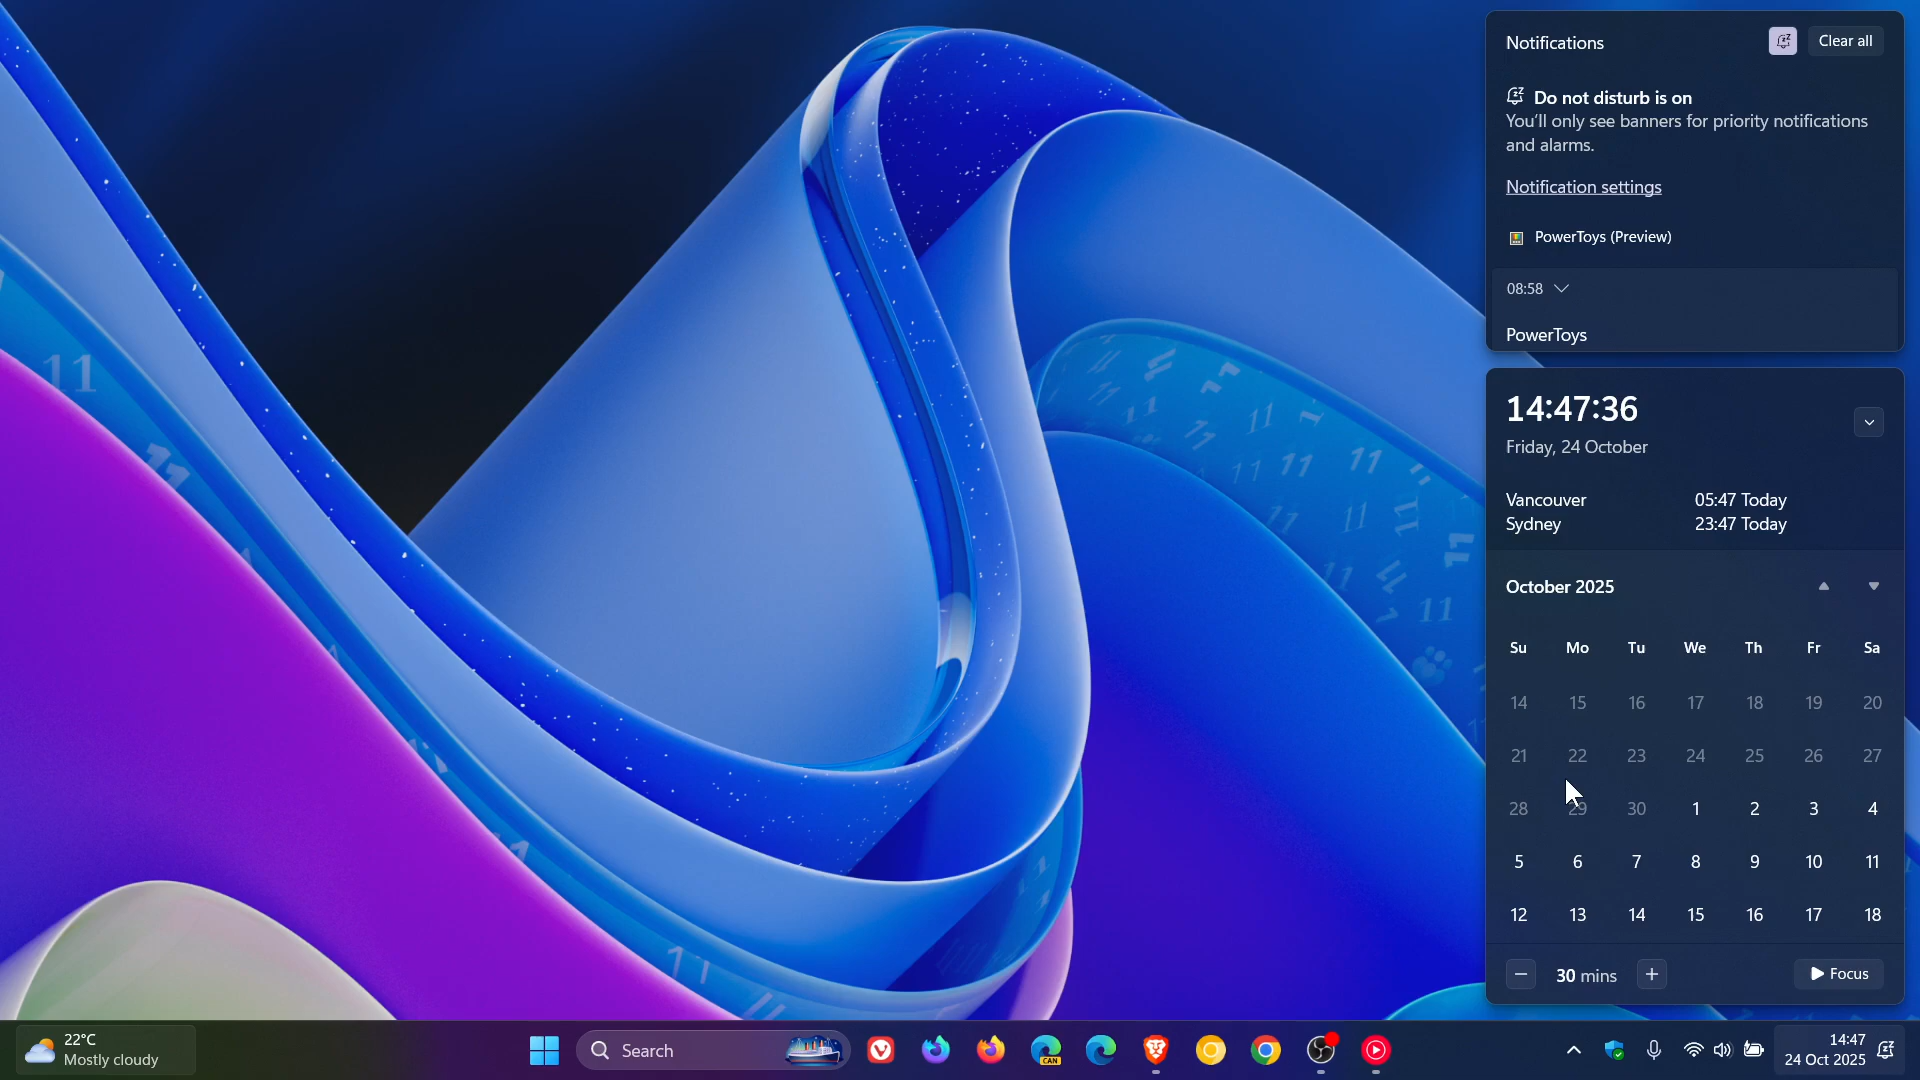 Notifications
Clear all
Do not disturb is on
You'll only see banners for priority notifications
and alarms.
Notification settings
PowerToys (Preview)
08:58
PowerToys
14:47:36
Friday, 24 October
Vancouver 05:47 Today
Sydney 23:47 Today
October 2025
Su Mo Tu We Th Fr Sa
14 15 16 17 18 19 20
21 22 23 24 25 26 27
28 29 30 1 2 3 4
5 6 7 8 9 10 11
12 13 14 15 16 17 18
30 mins
Focus
22°C
Mostly cloudy
Search
CAN
14:47
24 Oct 2025